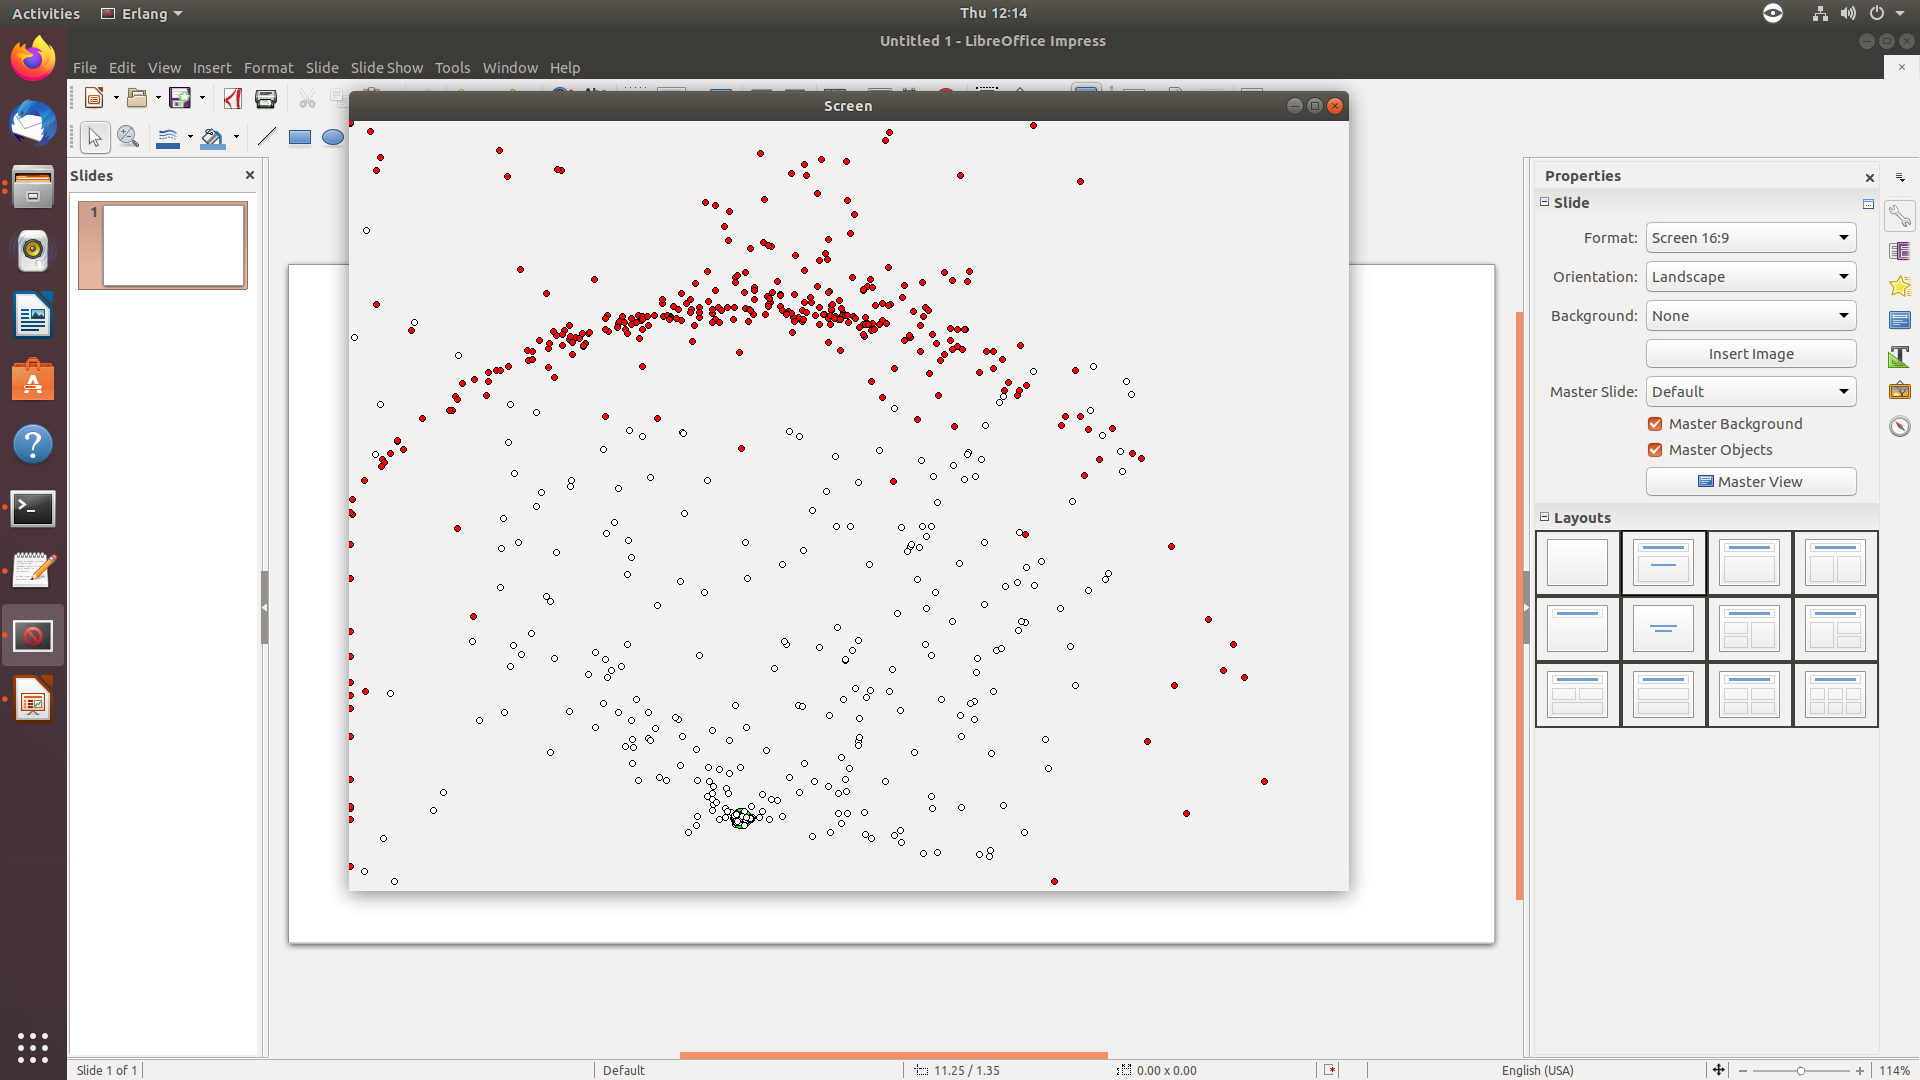 Activities
Erlang
Thu 12:14
Untitled 1 - LibreOffice Impress
File Edit View Insert Format Slide Slide Show Tools Window Help
Screen
Slides
1
Properties
Slide
Format: Screen 16:9
Orientation: Landscape
Background: None
Insert Image
Master Slide: Default
Master Background
Master Objects
Master View
Layouts
Slide 1 of 1
Default
11.25 / 1.35
0.00 x 0.00
English (USA)
114%